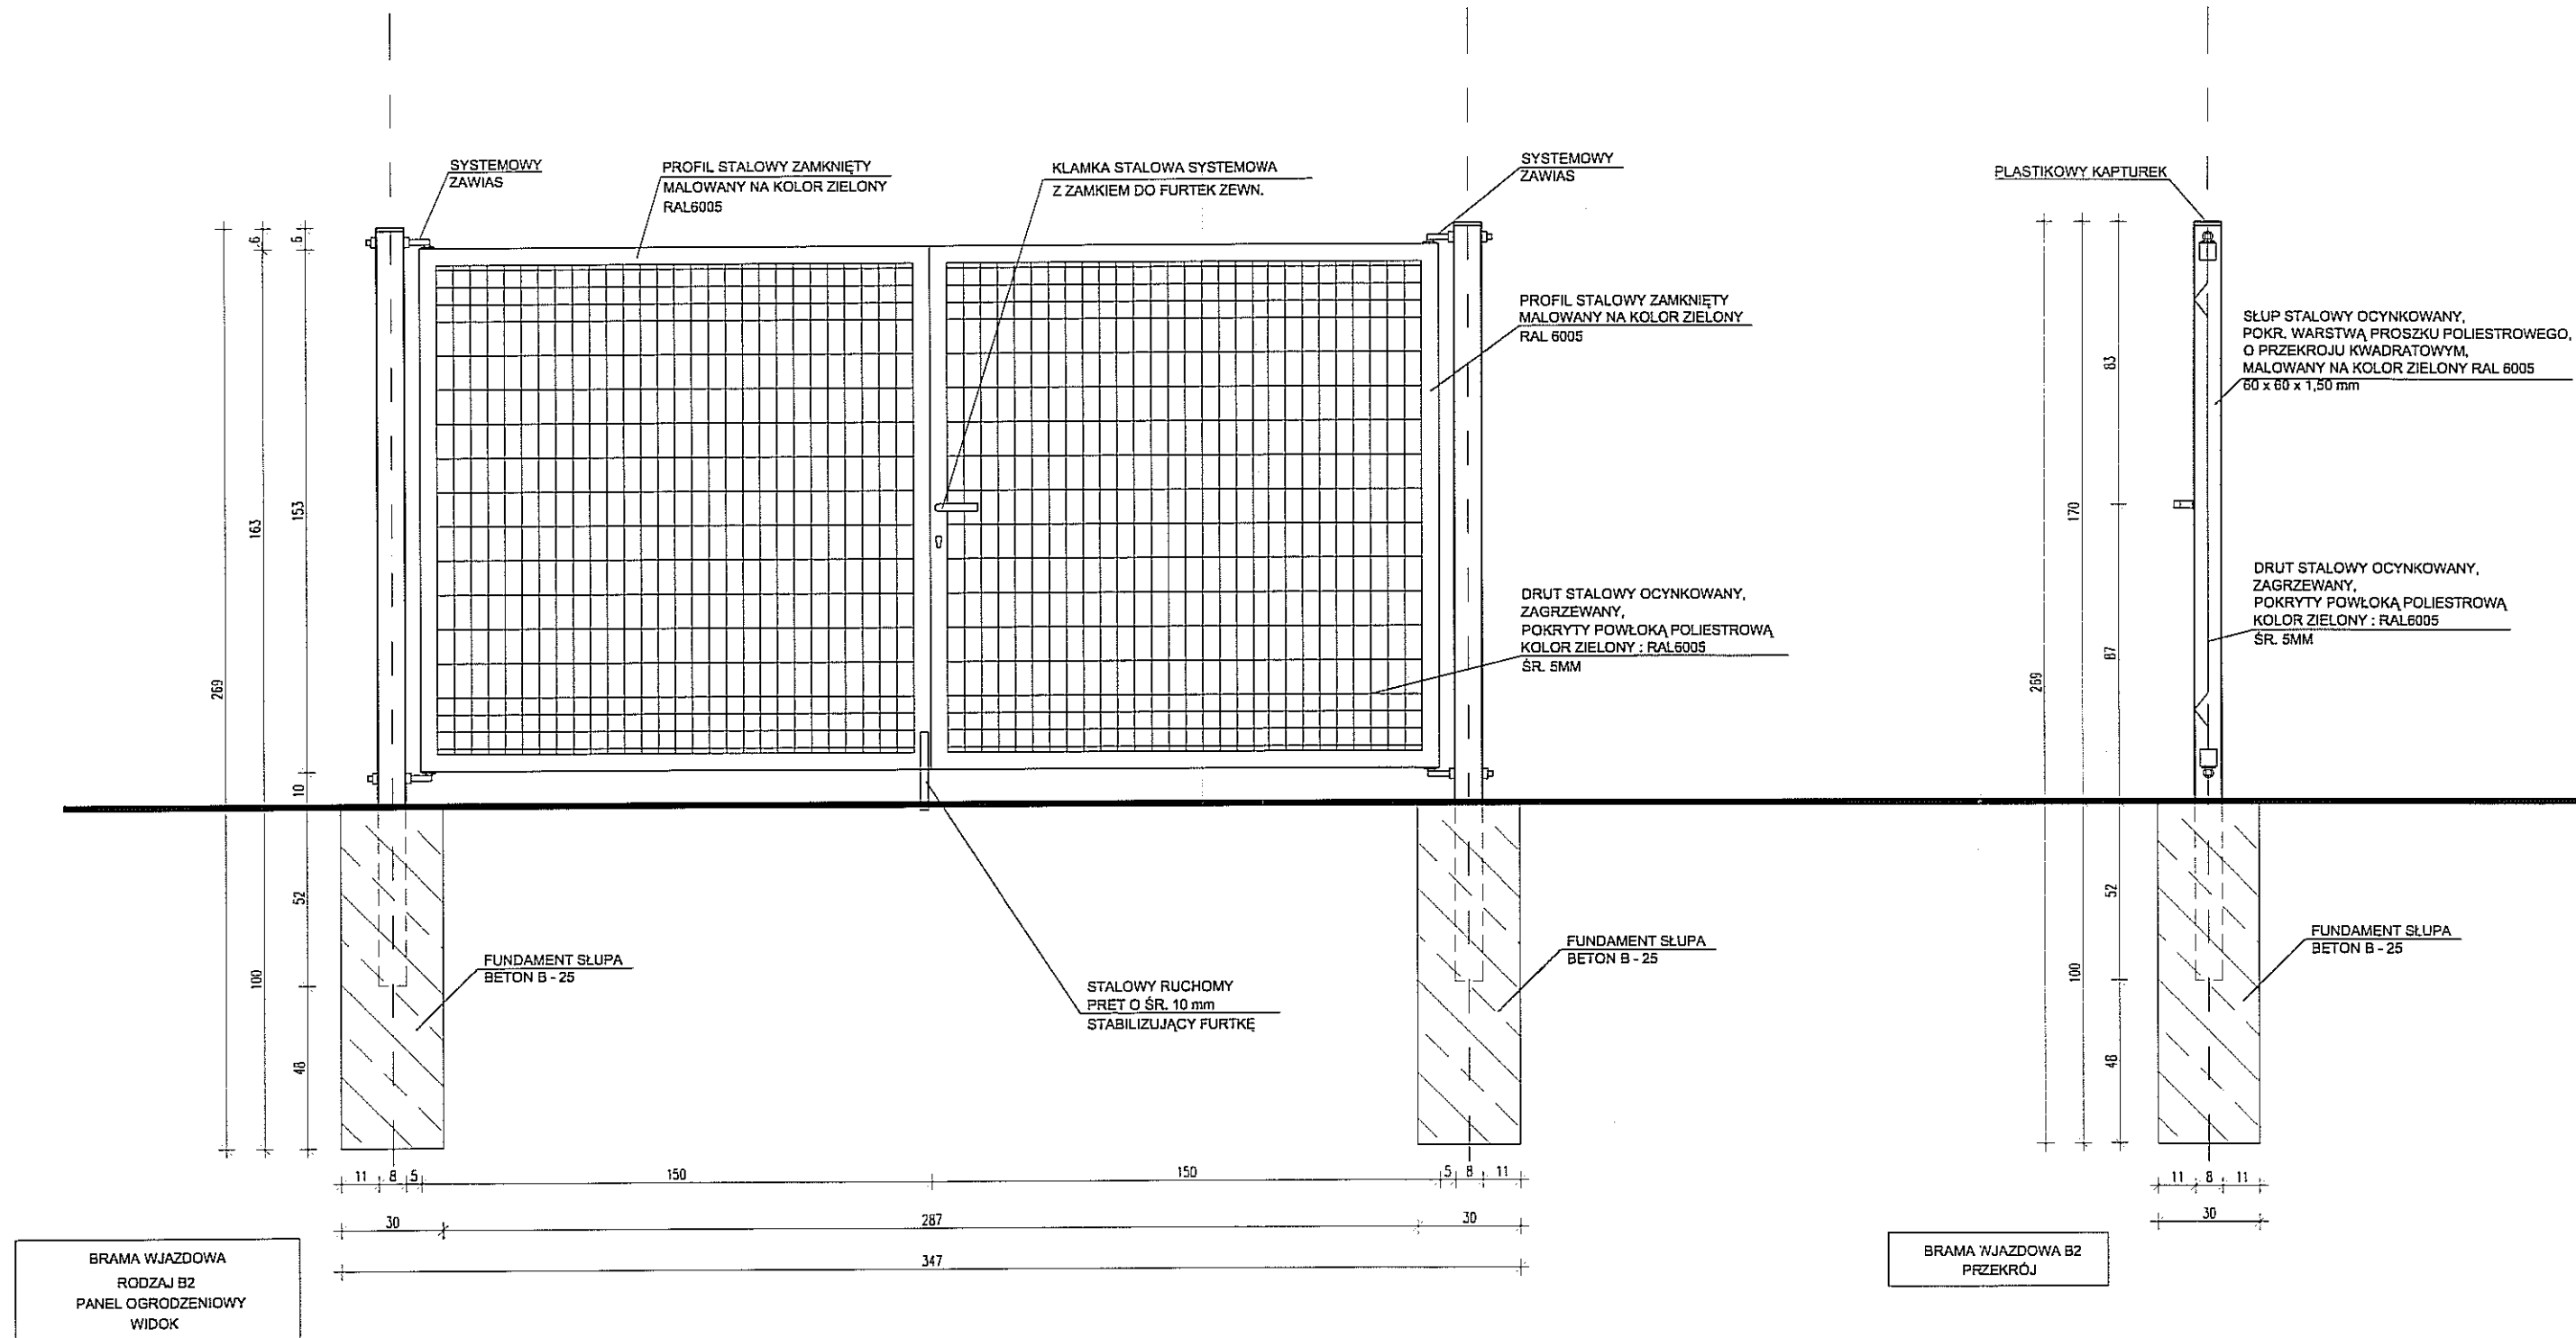 SYSTEMOWY
ZAWIAS
PROFIL STALOWY ZAMKNIĘTY
MALOWANY NA KOLOR ZIELONY
RAL6005
KLAMKA STALOWA SYSTEMOWA
Z ZAMKIEM DO FURTEK ZEWN.
SYSTEMOWY
ZAWIAS
PLASTIKOWY KAPTUREK
PROFIL STALOWY ZAMKNIĘTY
MALOWANY NA KOLOR ZIELONY
RAL 6005
SŁUP STALOWY OCYNKOWANY,
POKR. WARSTWĄ PROSZKU POLIESTROWEGO,
O PRZEKROJU KWADRATOWYM,
MALOWANY NA KOLOR ZIELONY RAL 6005
60 x 60 x 1,50 mm
DRUT STALOWY OCYNKOWANY,
ZAGRZEWANY,
POKRYTY POWŁOKĄ POLIESTROWĄ
KOLOR ZIELONY : RAL6005
ŚR. 5MM
DRUT STALOWY OCYNKOWANY,
ZAGRZEWANY,
POKRYTY POWŁOKĄ POLIESTROWĄ
KOLOR ZIELONY : RAL6005
ŚR. 5MM
FUNDAMENT SŁUPA
BETON B - 25
STALOWY RUCHOMY
PRĘT O ŚR. 10 mm
STABILIZUJĄCY FURTKĘ
FUNDAMENT SŁUPA
BETON B - 25
FUNDAMENT SŁUPA
BETON B - 25
269
6
163
100
6
153
10
52
48
269
170
100
83
87
52
48
11 8 5 150 150 5 8 11
30 287 30
347
11 8 11
30
BRAMA WJAZDOWA
RODZAJ B2
PANEL OGRODZENIOWY
WIDOK
BRAMA WJAZDOWA B2
PRZEKRÓJ